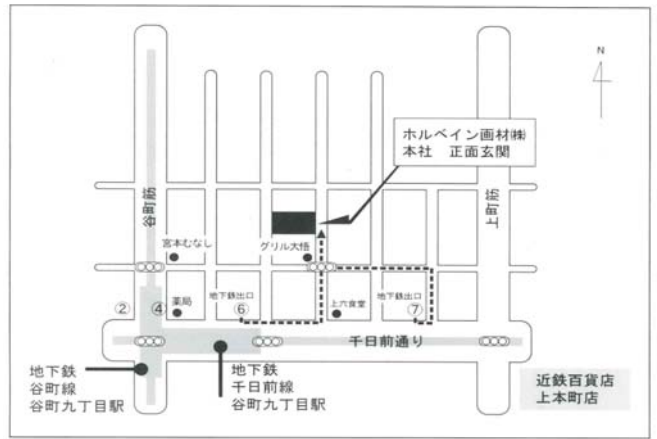 N
ホルベイン画材㈱
本社　正面玄関
谷町筋
上町筋
宮本むなし
グリル大悟
②
④
薬局
地下鉄出口
⑥
上六食堂
地下鉄出口
⑦
千日前通り
地下鉄
谷町線
谷町九丁目駅
地下鉄
千日前線
谷町九丁目駅
近鉄百貨店
上本町店